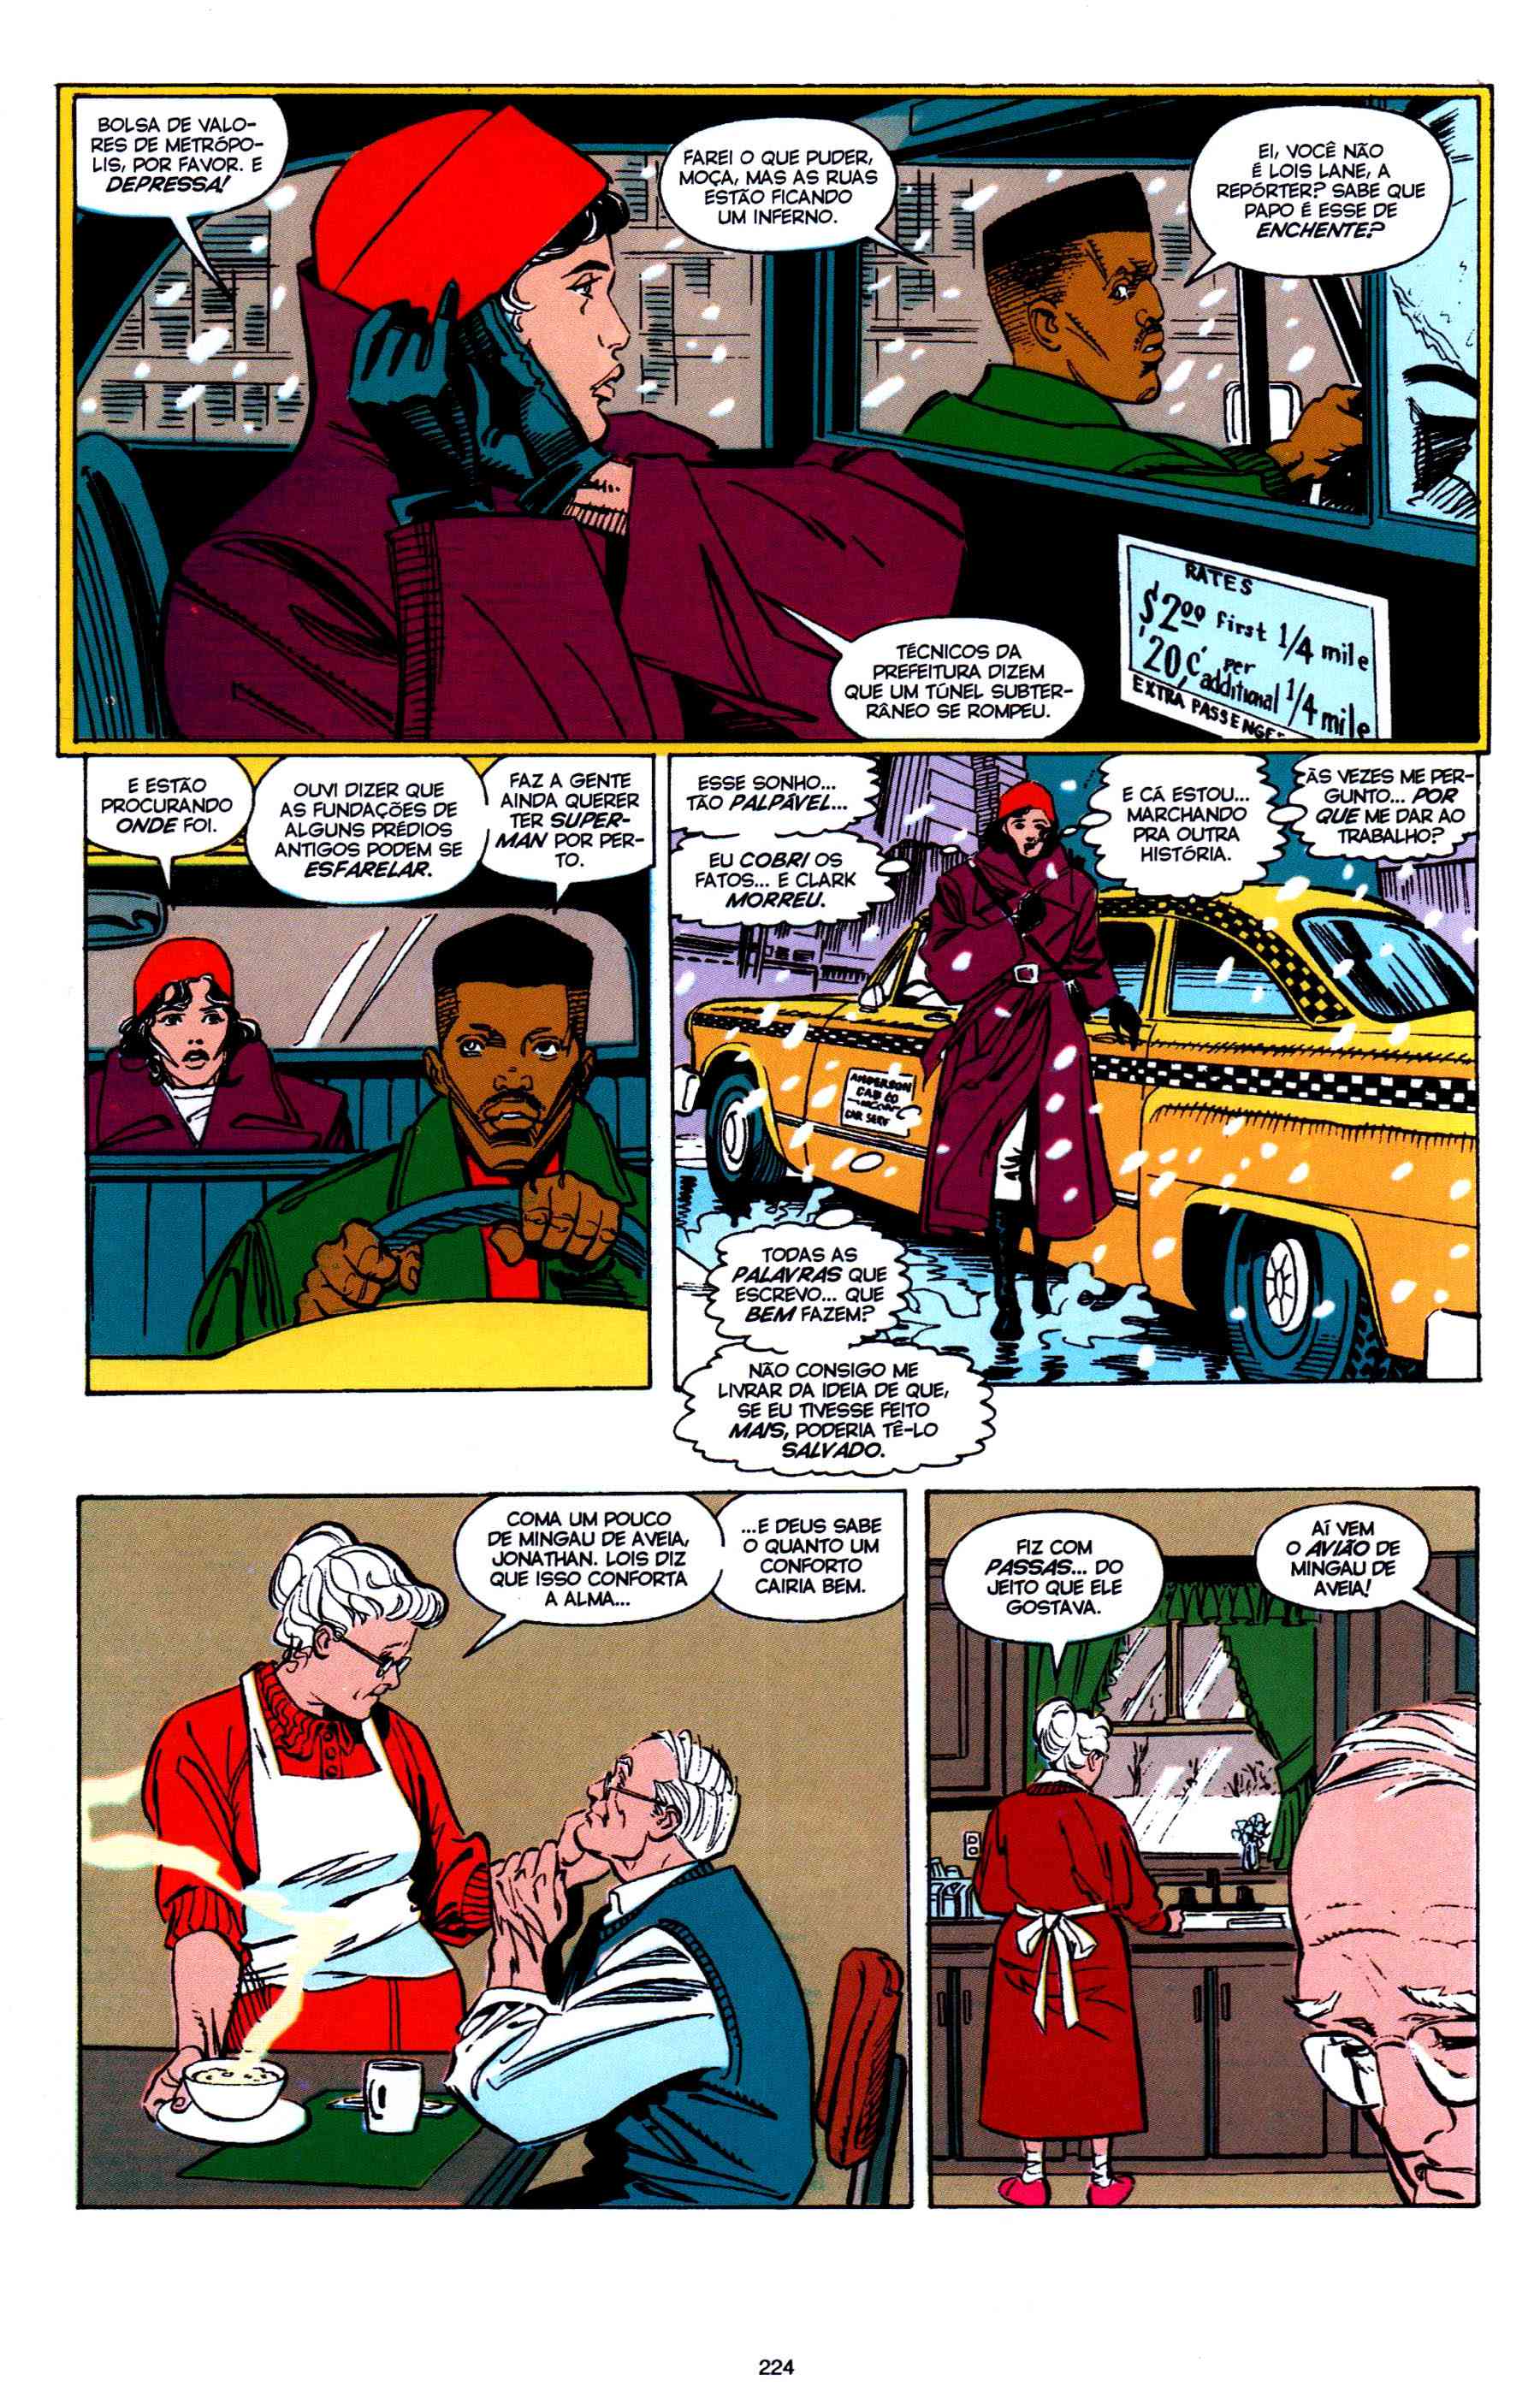 BOLSA DE VALO-
RES DE METRÓPO-
LIS, POR FAVOR. E
DEPRESSA!
FAREI O QUE PUDER,
MOÇA, MAS AS RUAS
ESTÃO FICANDO
UM INFERNO.
EI, VOCÊ NÃO
É LOIS LANE, A
REPÓRTER? SABE QUE
PAPO É ESSE DE
ENCHENTE?
TÉCNICOS DA
PREFEITURA DIZEM
QUE UM TÚNEL SUBTER-
RÂNEO SE ROMPEU.
RATES
$2.00 first 1/4 mile
20¢ per
additional 1/4 mile
EXTRA PASSENGE
E ESTÃO
PROCURANDO
ONDE FOI.
OUVI DIZER QUE
AS FUNDAÇÕES DE
ALGUNS PRÉDIOS
ANTIGOS PODEM SE
ESFARELAR.
FAZ A GENTE
AINDA QUERER
TER SUPER-
MAN POR PER-
TO.
ESSE SONHO...
TÃO PALPÁVEL...
EU COBRI OS
FATOS... E CLARK
MORREU.
E CÁ ESTOU...
MARCHANDO
PRA OUTRA
HISTÓRIA.
ÀS VEZES ME PER-
GUNTO... POR
QUE ME DAR AO
TRABALHO?
ANDERSON
CAB CO
CAR SERV
TODAS AS
PALAVRAS QUE
ESCREVO... QUE
BEM FAZEM?
NÃO CONSIGO ME
LIVRAR DA IDEIA DE QUE,
SE EU TIVESSE FEITO
MAIS, PODERIA TÊ-LO
SALVADO.
COMA UM POUCO
DE MINGAU DE AVEIA,
JONATHAN. LOIS DIZ
QUE ISSO CONFORTA
A ALMA...
...E DEUS SABE
O QUANTO UM
CONFORTO
CAIRIA BEM.
FIZ COM
PASSAS... DO
JEITO QUE ELE
GOSTAVA.
AÍ VEM
O AVIÃO DE
MINGAU DE
AVEIA!
224